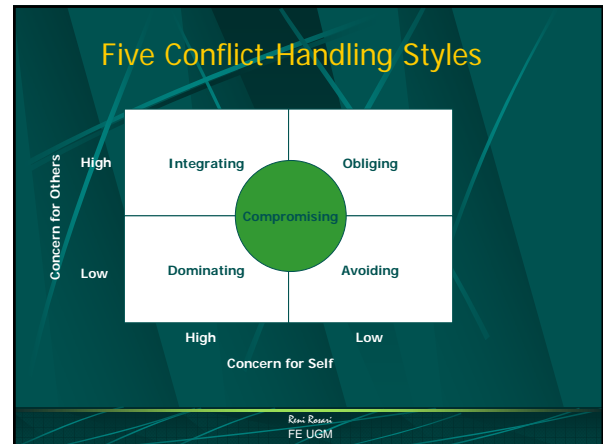 Five Conflict-Handling Styles
Concern for Others
High
Integrating
Obliging
Compromising
Low
Dominating
Avoiding
High
Low
Concern for Self
Reni Rosari
FE UGM